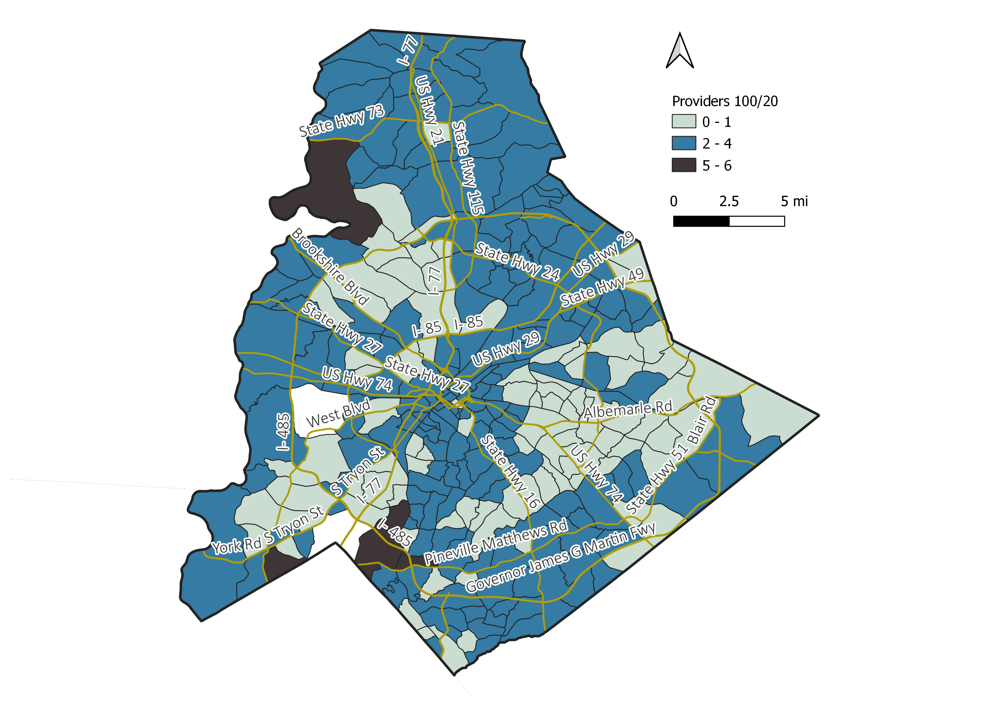 I- 77
US Hwy 21
Providers 100/20
0 - 1
2 - 4
5 - 6
State Hwy 73
State Hwy 115
0 2.5 5 mi
Brookshire Blvd
State Hwy 24
US Hwy 29
I- 77
State Hwy 49
State Hwy 27
I- 85
I- 85
US Hwy 29
State Hwy 27
US Hwy 74
West Blvd
Albemarle Rd
I- 485
Blair Rd
State Hwy 16
US Hwy 74
State Hwy 51
S Tryon St
I- 77
S Tryon St
York Rd
I- 485
Pineville Matthews Rd
Governor James G Martin Fwy